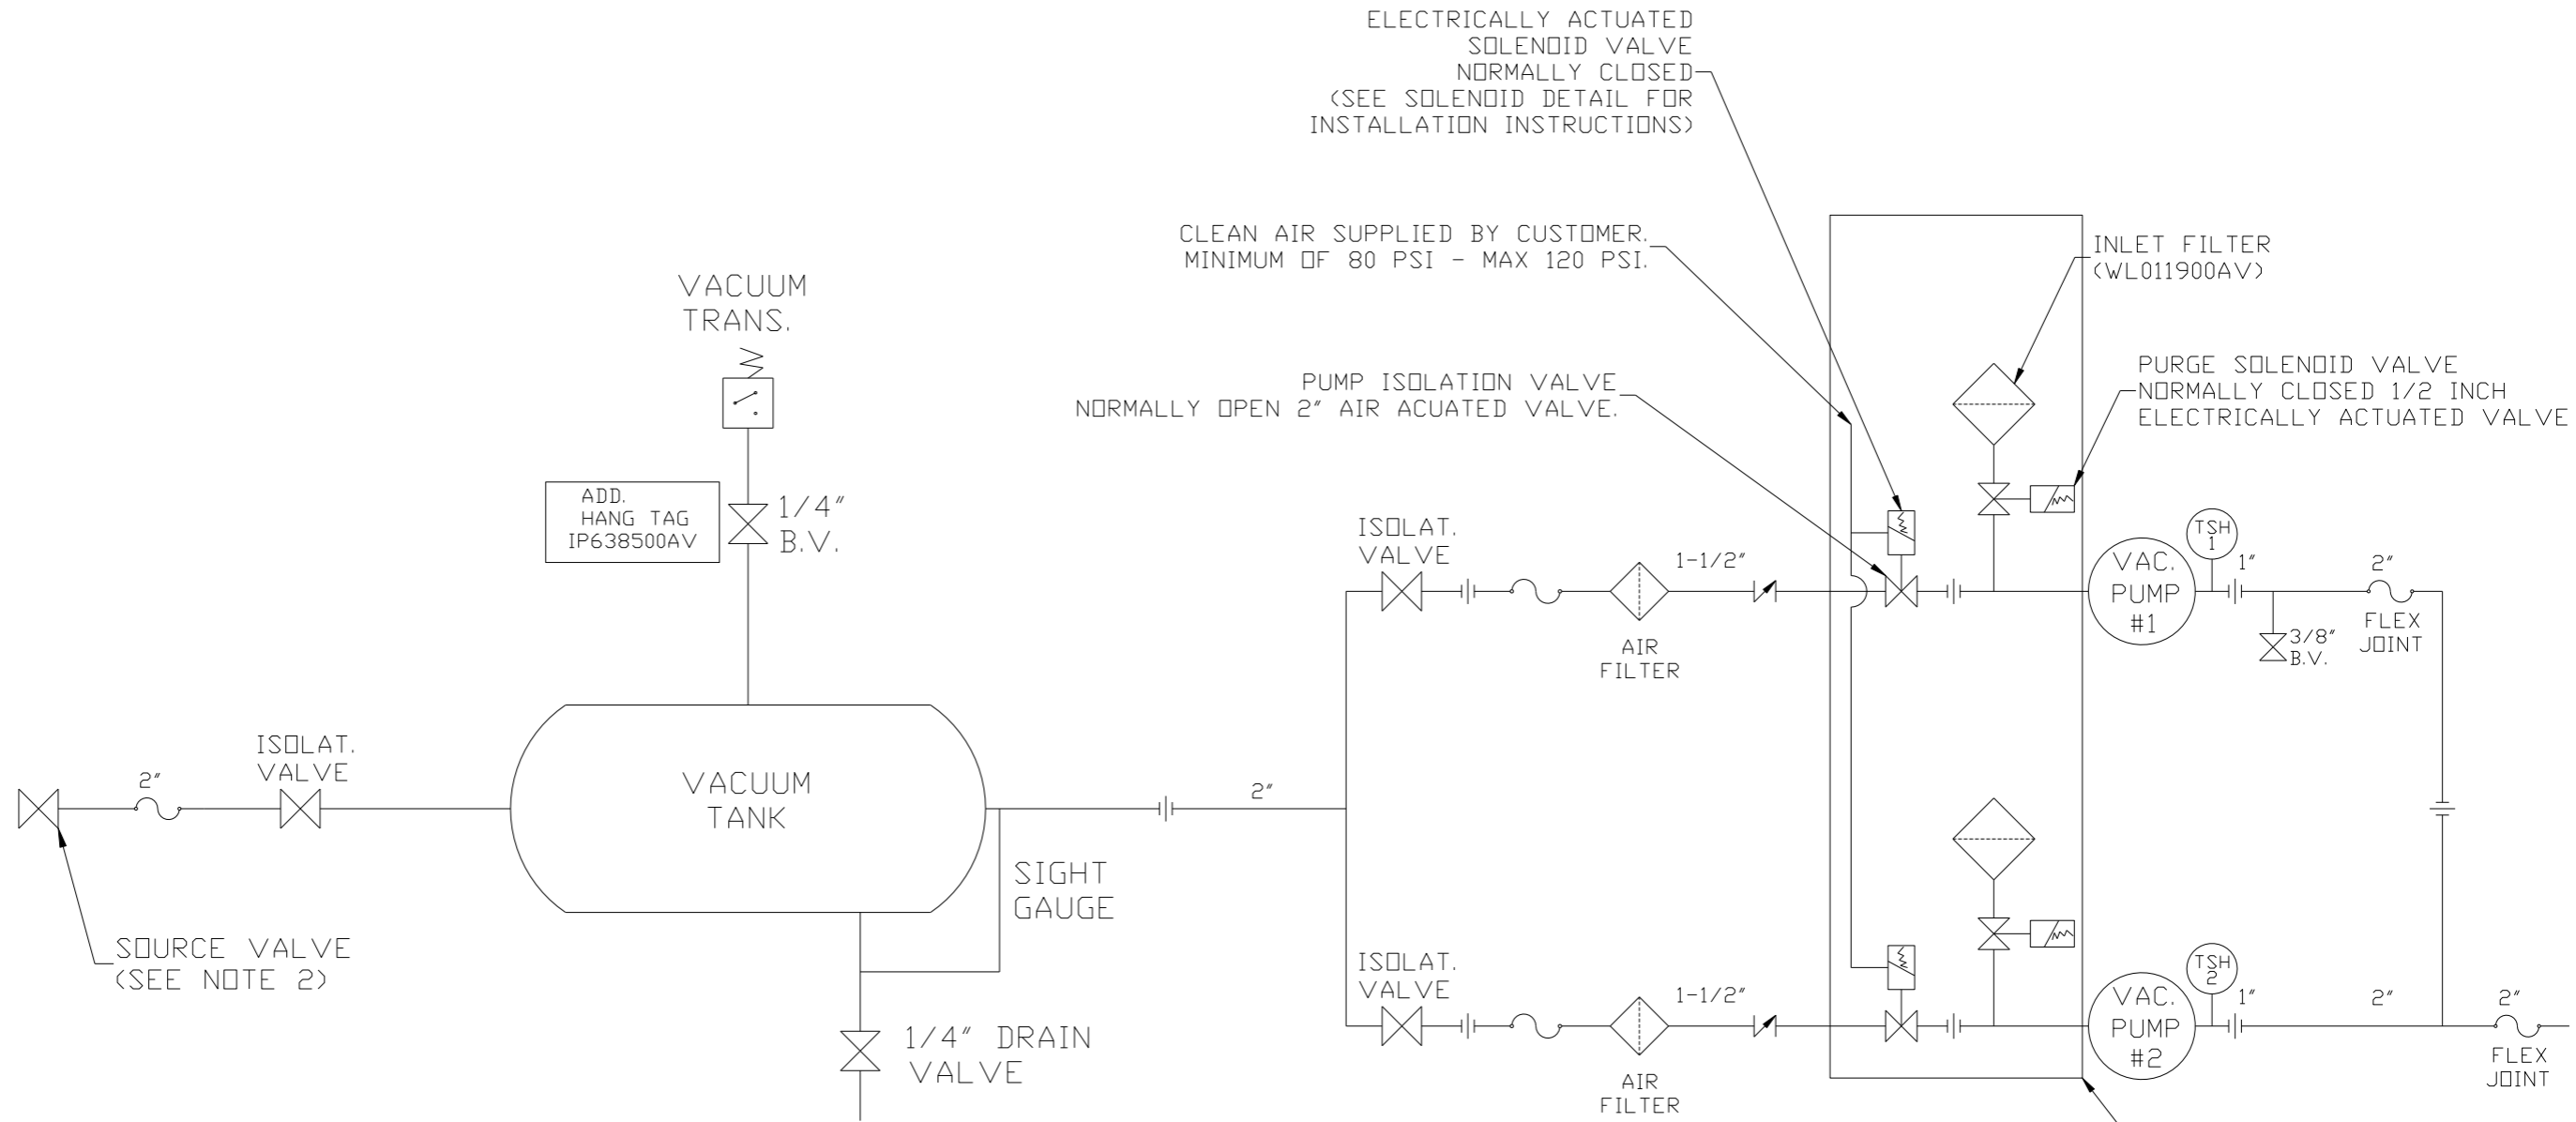 ELECTRICALLY ACTUATED
SOLENOID VALVE
NORMALLY CLOSED
(SEE SOLENOID DETAIL FOR
INSTALLATION INSTRUCTIONS)
CLEAN AIR SUPPLIED BY CUSTOMER.
MINIMUM OF 80 PSI - MAX 120 PSI.
INLET FILTER
(WL011900AV)
VACUUM
TRANS.
PURGE SOLENOID VALVE
NORMALLY CLOSED 1/2 INCH
ELECTRICALLY ACTUATED VALVE
PUMP ISOLATION VALVE
NORMALLY OPEN 2" AIR ACUATED VALVE.
ADD.
HANG TAG
IP638500AV
1/4"
B.V.
ISOLAT.
VALVE
1-1/2"
AIR
FILTER
VAC.
PUMP
#1
TSH
1
1"
3/8"
B.V.
2"
FLEX
JOINT
2"
ISOLAT.
VALVE
VACUUM
TANK
2"
SIGHT
GAUGE
SOURCE VALVE
(SEE NOTE 2)
1/4" DRAIN
VALVE
ISOLAT.
VALVE
1-1/2"
AIR
FILTER
VAC.
PUMP
#2
TSH
2
1"
2"
2"
FLEX
JOINT